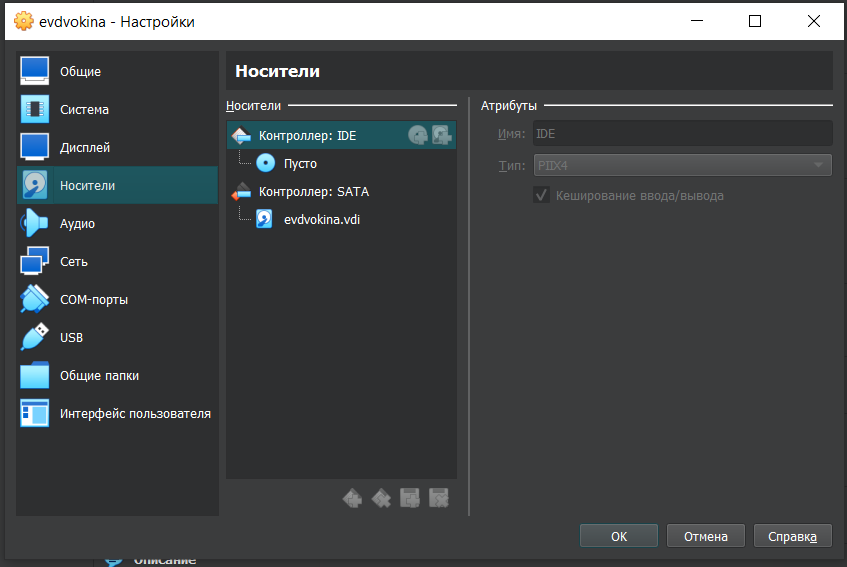 evdvokina - Настройки
Общие
Система
Дисплей
Носители
Аудио
Сеть
COM-порты
USB
Общие папки
Интерфейс пользователя
Носители
Носители
Контроллер: IDE
Пусто
Контроллер: SATA
evdvokina.vdi
Атрибуты
Имя: IDE
Тип: PIIX4
Кеширование ввода/вывода
OK Отмена Справка
Описание